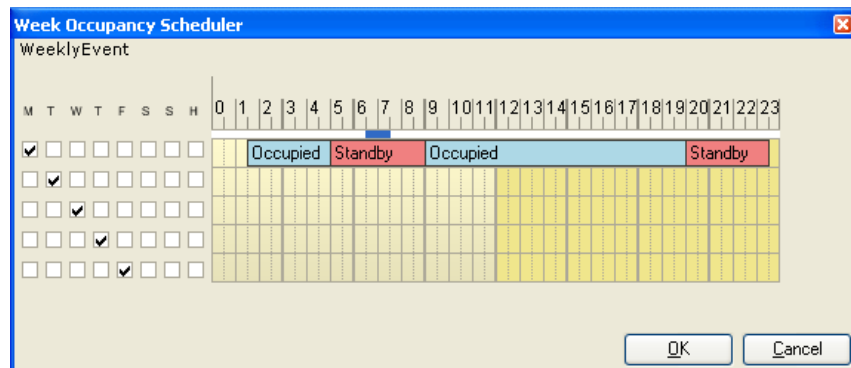 Week Occupancy Scheduler
WeeklyEvent
M T W T F S S H 0 1 2 3 4 5 6 7 8 9 10 11 12 13 14 15 16 17 18 19 20 21 22 23
Occupied Standby Occupied Standby
OK Cancel